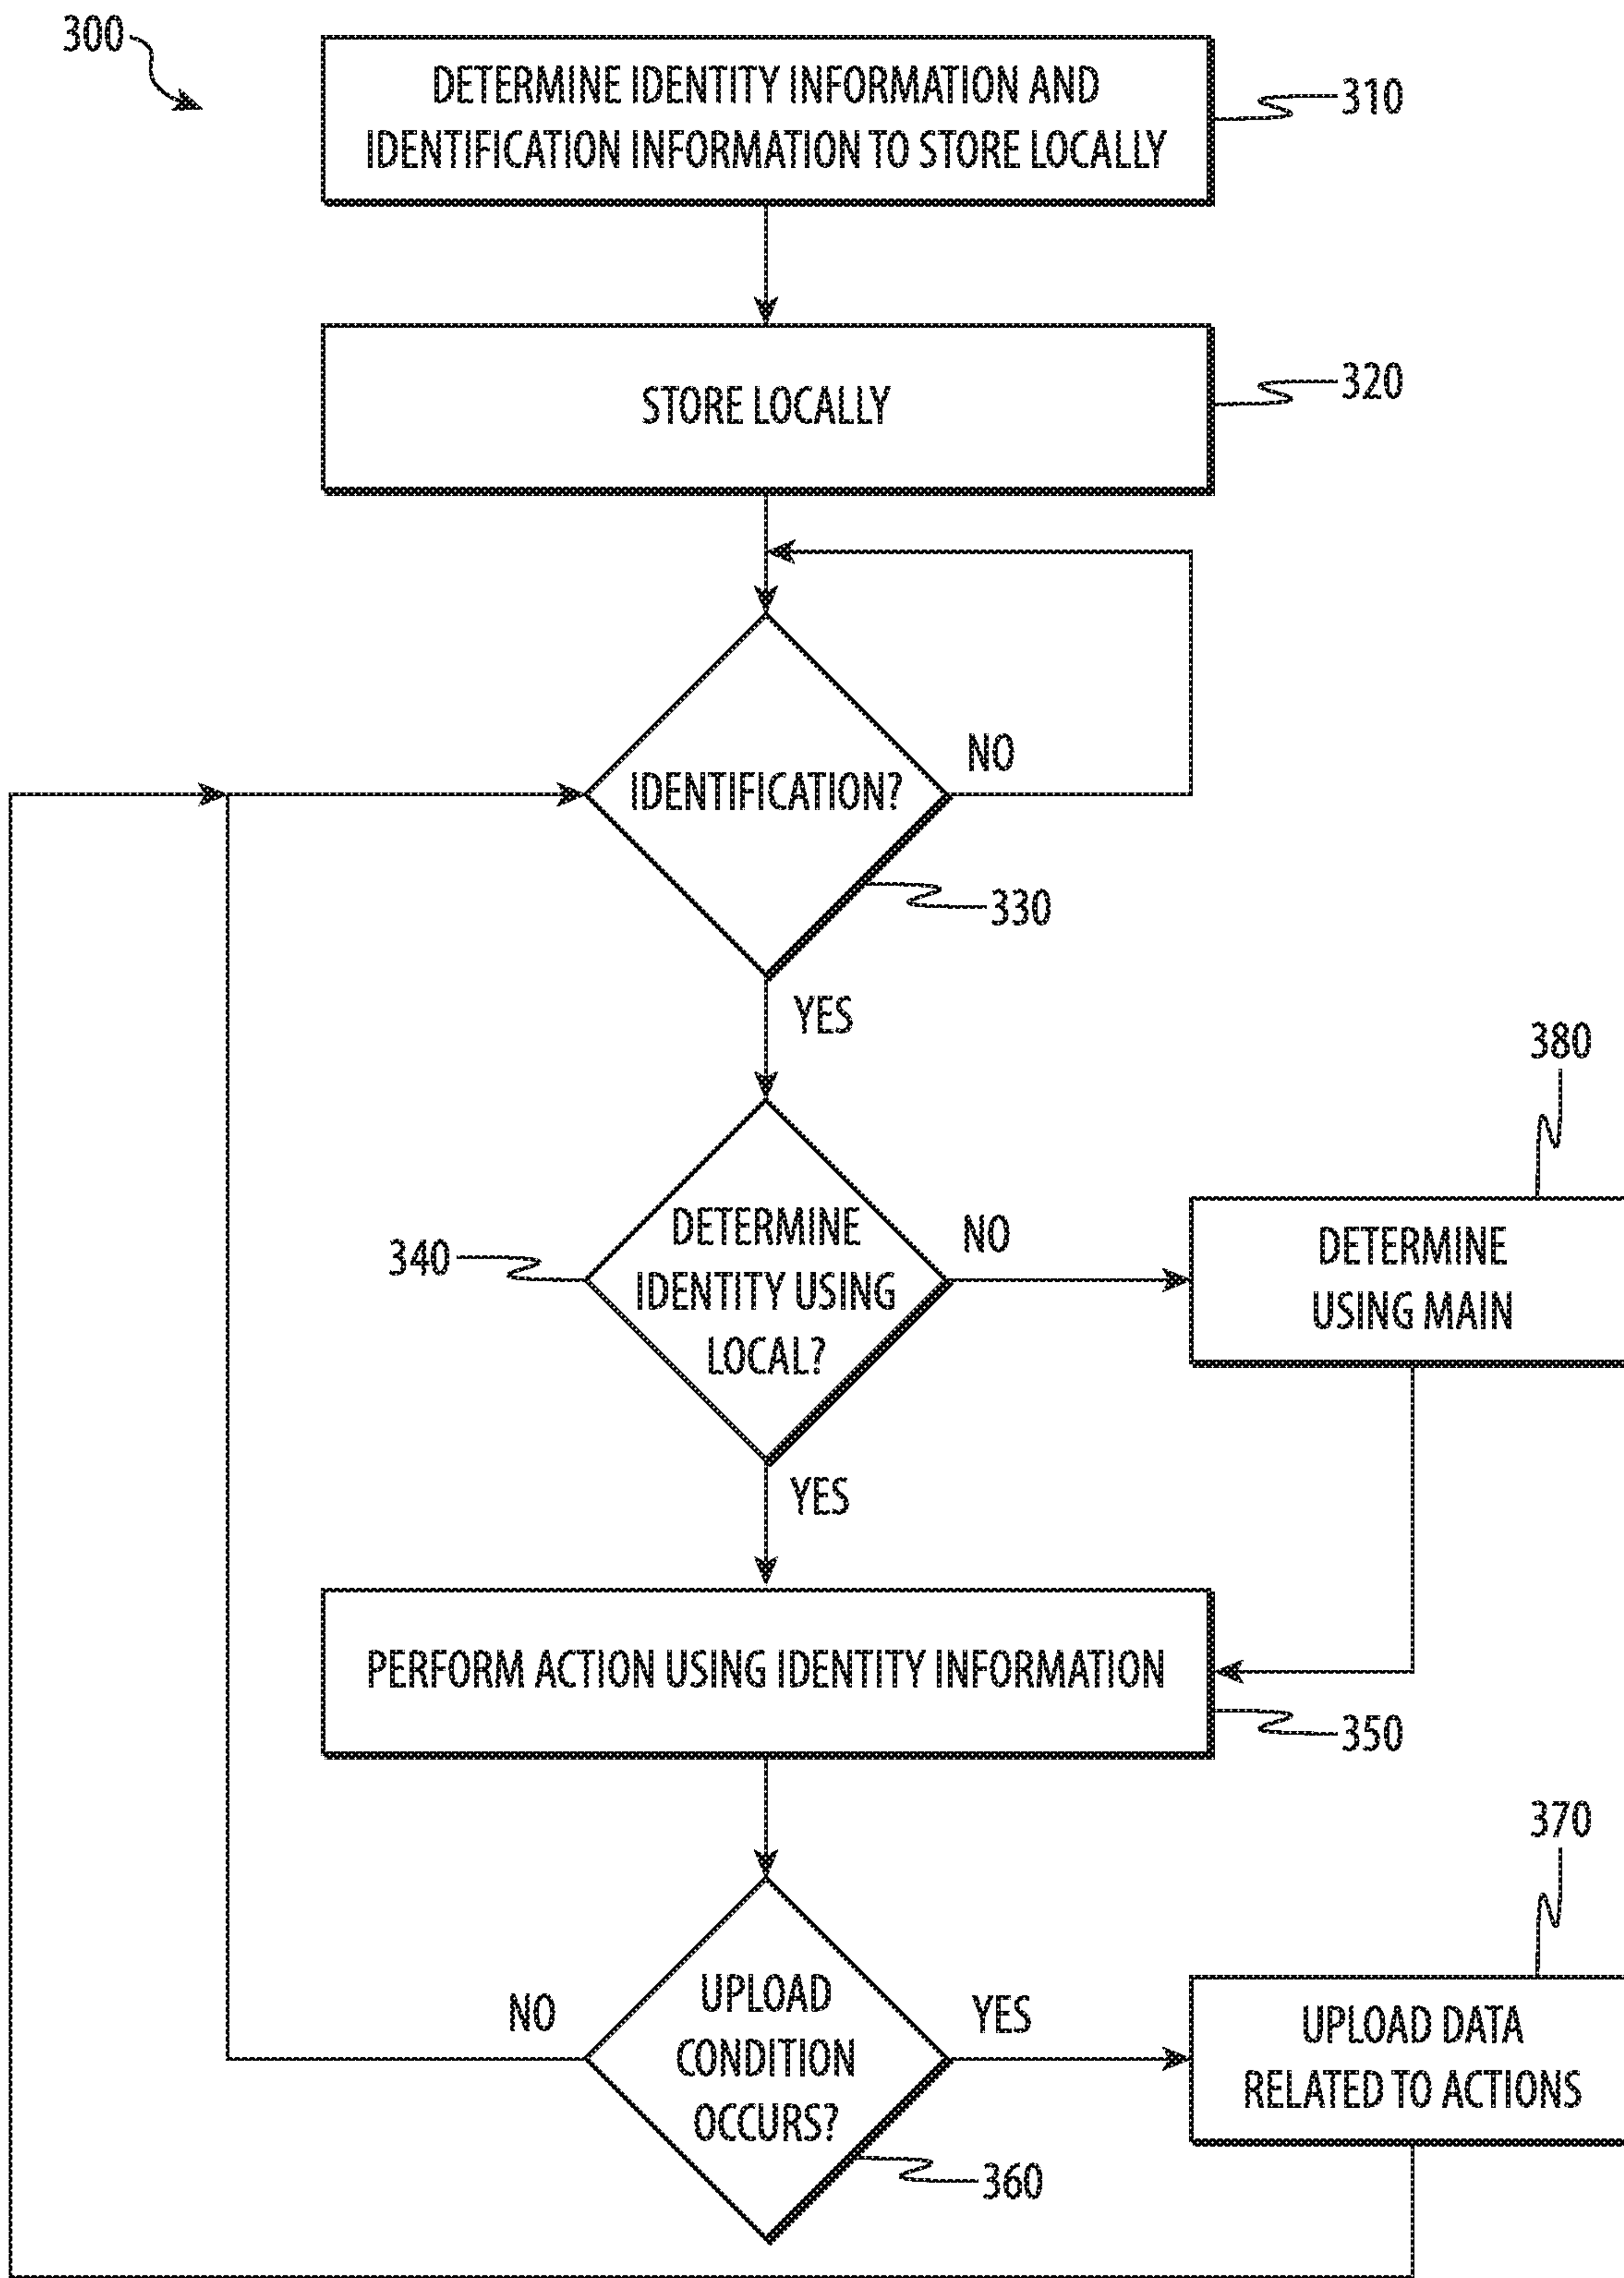 300
DETERMINE IDENTITY INFORMATION AND
IDENTIFICATION INFORMATION TO STORE LOCALLY
310
STORE LOCALLY
320
IDENTIFICATION?
NO
330
YES
DETERMINE
IDENTITY USING
LOCAL?
340
NO
380
DETERMINE
USING MAIN
YES
PERFORM ACTION USING IDENTITY INFORMATION
350
UPLOAD
CONDITION
OCCURS?
NO
YES
360
370
UPLOAD DATA
RELATED TO ACTIONS